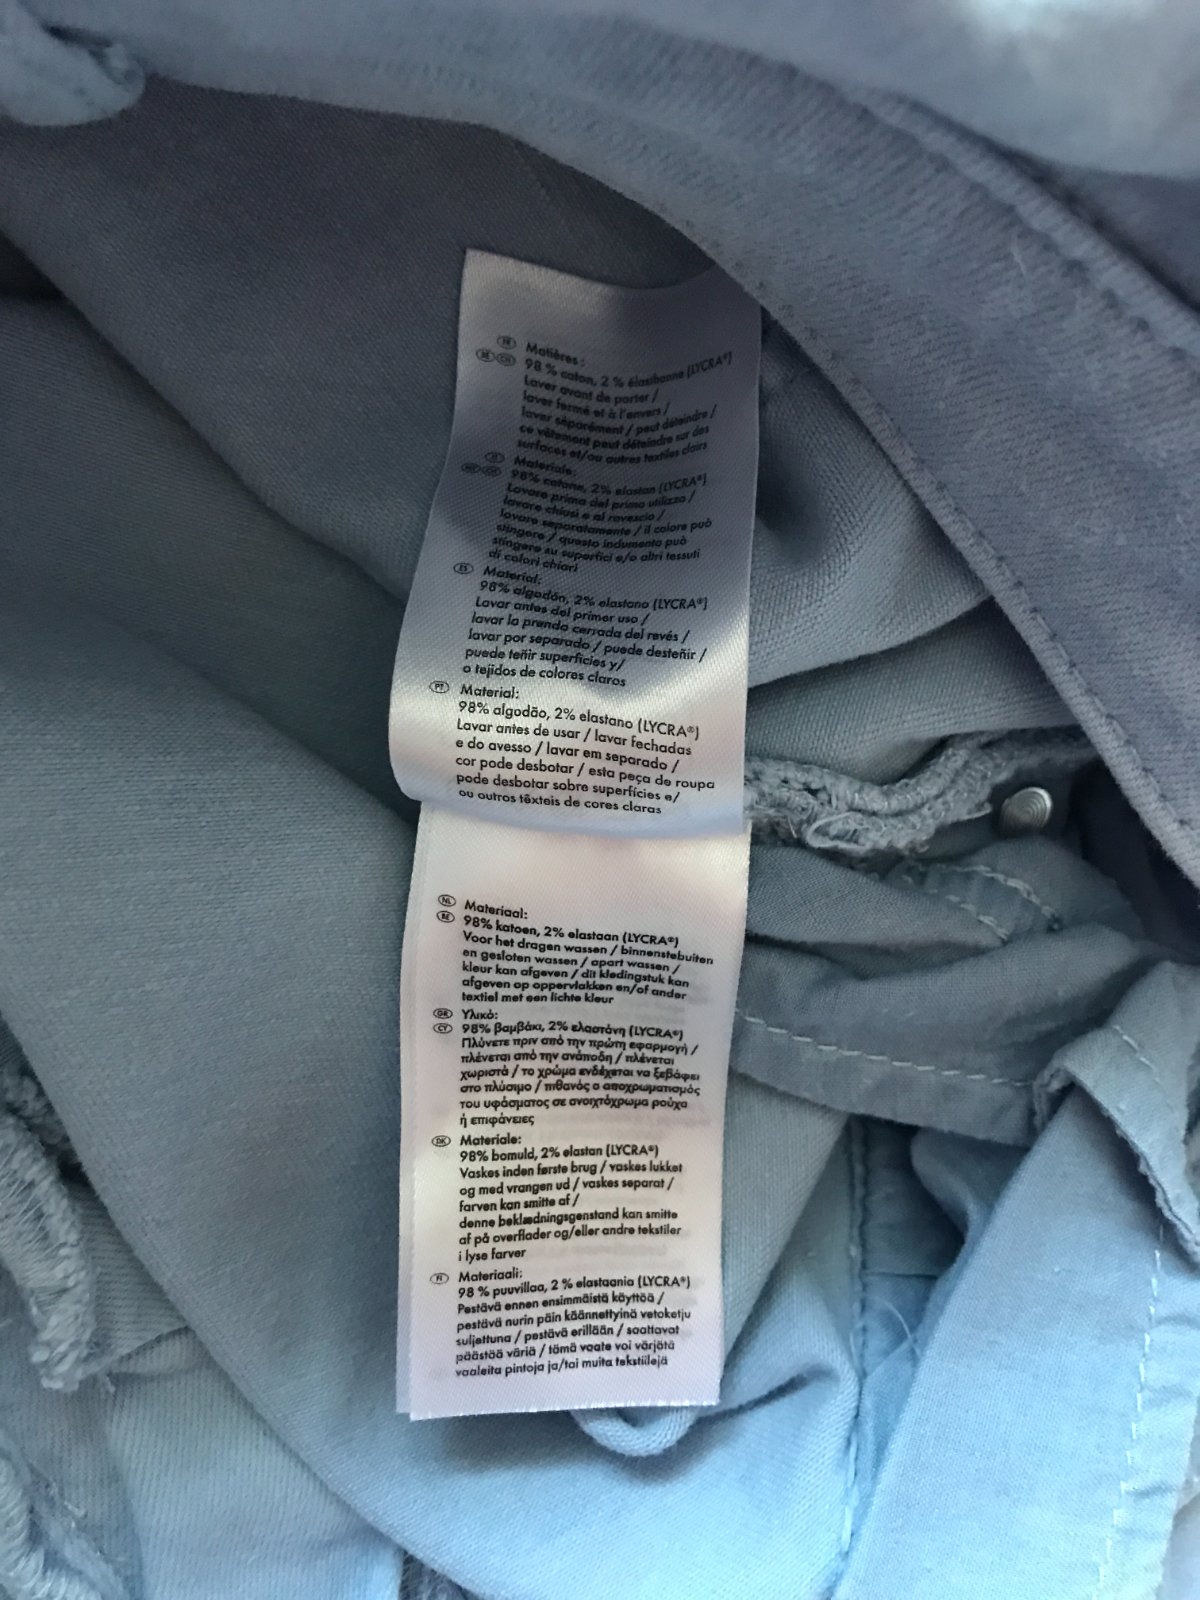 FR Matières :
BE CH 98 % coton, 2 % élasthanne (LYCRA®)
Laver avant de porter /
laver fermé et à l'envers /
laver séparément / peut déteindre /
ce vêtement peut déteindre sur des
surfaces et/ou autres textiles clairs
IT Materiale:
CH 98% cotone, 2% elastan (LYCRA®)
Lavare prima del primo utilizzo /
lavare chiusi e al rovescio /
lavare separatamente / il colore può
stingere / questo indumento può
stingere su superfici e/o altri tessuti
di colori chiari
ES Material:
98% algodón, 2% elastano (LYCRA®)
Lavar antes del primer uso /
lavar la prenda cerrada del revés /
lavar por separado / puede desteñir /
puede teñir superficies y/
o tejidos de colores claros
PT Material:
98% algodão, 2% elastano (LYCRA®)
Lavar antes de usar / lavar fechadas
e do avesso / lavar em separado /
cor pode desbotar / esta peça de roupa
pode desbotar sobre superfícies e/
ou outros têxteis de cores claras
NL Materiaal:
BE 98% katoen, 2% elastaan (LYCRA®)
Voor het dragen wassen / binnenstebuiten
en gesloten wassen / apart wassen /
kleur kan afgeven / dit kledingstuk kan
afgeven op oppervlakken en/of ander
textiel met een lichte kleur
GR Υλικό:
CY 98% βαμβάκι, 2% ελαστάνη (LYCRA®)
Πλύνετε πριν από την πρώτη εφαρμογή /
πλένεται από την ανάποδη / πλένεται
χωριστά / το χρώμα ενδέχεται να ξεβάφει
στο πλύσιμο / πιθανός ο αποχρωματισμός
του υφάσματος σε ανοιχτόχρωμα ρούχα
ή επιφάνειες
DK Materiale:
98% bomuld, 2% elastan (LYCRA®)
Vaskes inden første brug / vaskes lukket
og med vrangen ud / vaskes separat /
farven kan smitte af /
denne beklædningsgenstand kan smitte
af på overflader og/eller andre tekstiler
i lyse farver
FI Materiaali:
98 % puuvillaa, 2 % elastaania (LYCRA®)
Pestävä ennen ensimmäistä käyttöä /
pestävä nurin päin käännettyinä vetoketju
suljettuna / pestävä erillään / saattavat
päästää väriä / tämä vaate voi värjätä
vaaleita pintoja ja/tai muita tekstiilejä